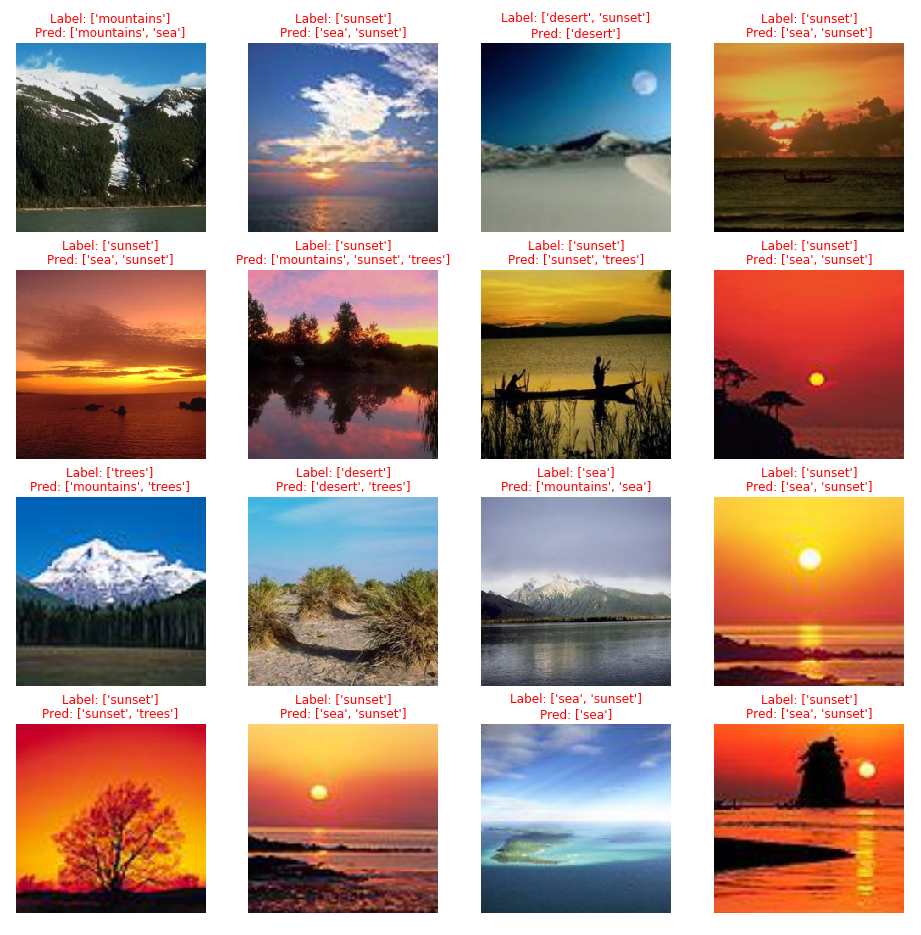 Label: ['mountains']
Pred: ['mountains', 'sea']
Label: ['sunset']
Pred: ['sea', 'sunset']
Label: ['desert', 'sunset']
Pred: ['desert']
Label: ['sunset']
Pred: ['sea', 'sunset']
Label: ['sunset']
Pred: ['sea', 'sunset']
Label: ['sunset']
Pred: ['mountains', 'sunset', 'trees']
Label: ['sunset']
Pred: ['sunset', 'trees']
Label: ['sunset']
Pred: ['sea', 'sunset']
Label: ['trees']
Pred: ['mountains', 'trees']
Label: ['desert']
Pred: ['desert', 'trees']
Label: ['sea']
Pred: ['mountains', 'sea']
Label: ['sunset']
Pred: ['sea', 'sunset']
Label: ['sunset']
Pred: ['sunset', 'trees']
Label: ['sunset']
Pred: ['sea', 'sunset']
Label: ['sea', 'sunset']
Pred: ['sea']
Label: ['sunset']
Pred: ['sea', 'sunset']